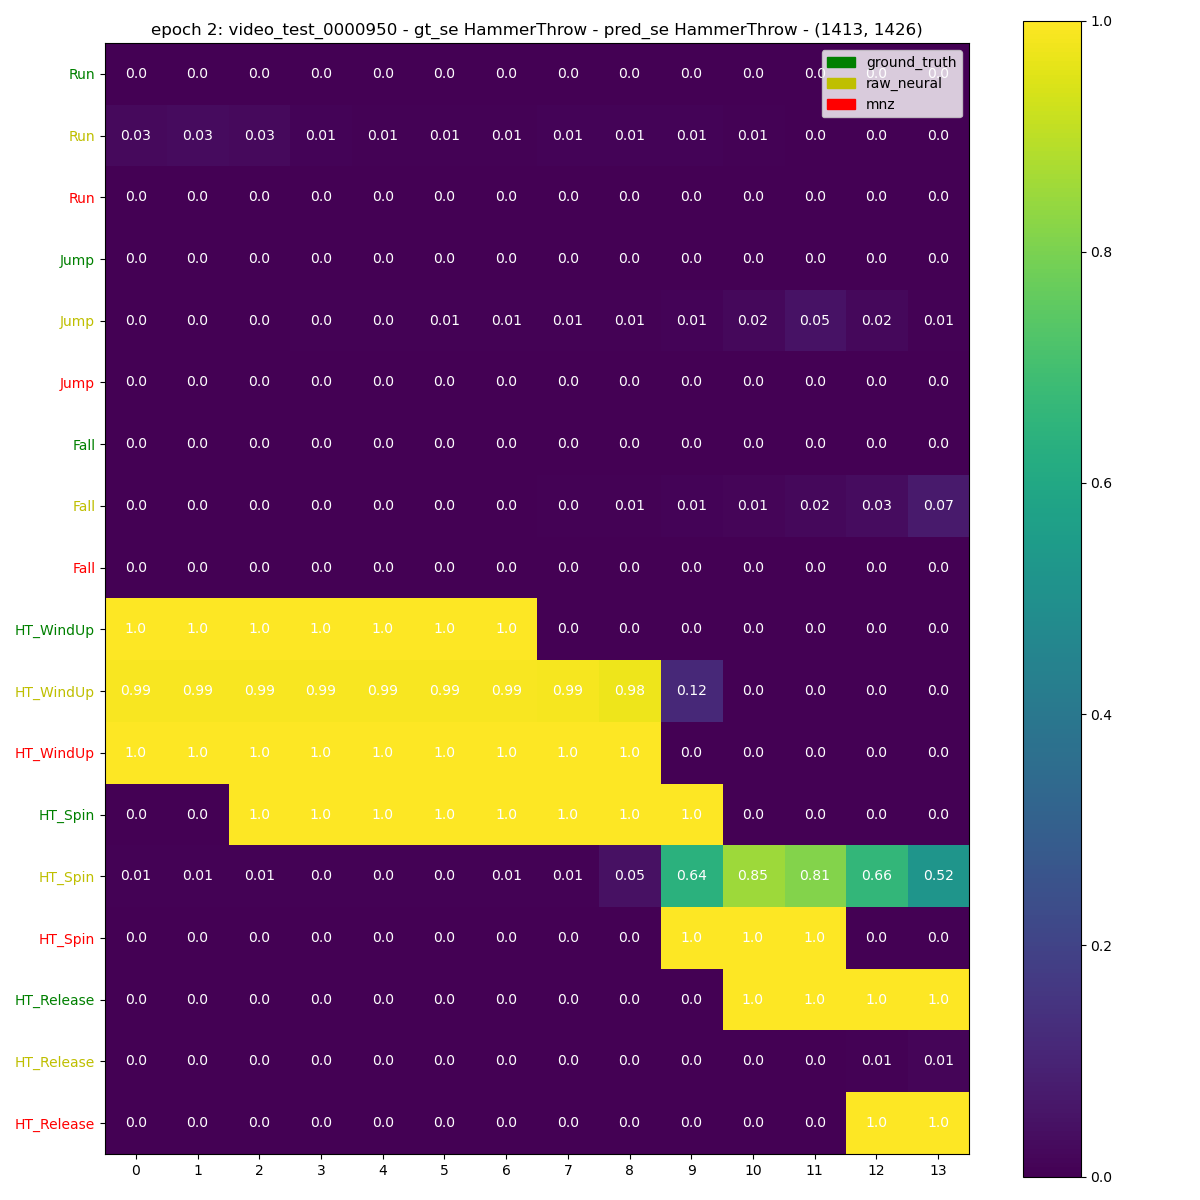 epoch 2: video_test_0000950 - gt_se HammerThrow - pred_se HammerThrow - (1413, 1426)
ground_truth
raw_neural
mnz
Run 0.0 0.0 0.0 0.0 0.0 0.0 0.0 0.0 0.0 0.0 0.0 0.0 0.0 0.0
Run 0.03 0.03 0.03 0.01 0.01 0.01 0.01 0.01 0.01 0.01 0.01 0.0 0.0 0.0
Run 0.0 0.0 0.0 0.0 0.0 0.0 0.0 0.0 0.0 0.0 0.0 0.0 0.0 0.0
Jump 0.0 0.0 0.0 0.0 0.0 0.0 0.0 0.0 0.0 0.0 0.0 0.0 0.0 0.0
Jump 0.0 0.0 0.0 0.0 0.0 0.01 0.01 0.01 0.01 0.01 0.02 0.05 0.02 0.01
Jump 0.0 0.0 0.0 0.0 0.0 0.0 0.0 0.0 0.0 0.0 0.0 0.0 0.0 0.0
Fall 0.0 0.0 0.0 0.0 0.0 0.0 0.0 0.0 0.0 0.0 0.0 0.0 0.0 0.0
Fall 0.0 0.0 0.0 0.0 0.0 0.0 0.0 0.0 0.01 0.01 0.01 0.02 0.03 0.07
Fall 0.0 0.0 0.0 0.0 0.0 0.0 0.0 0.0 0.0 0.0 0.0 0.0 0.0 0.0
HT_WindUp 1.0 1.0 1.0 1.0 1.0 1.0 1.0 0.0 0.0 0.0 0.0 0.0 0.0 0.0
HT_WindUp 0.99 0.99 0.99 0.99 0.99 0.99 0.99 0.99 0.98 0.12 0.0 0.0 0.0 0.0
HT_WindUp 1.0 1.0 1.0 1.0 1.0 1.0 1.0 1.0 1.0 0.0 0.0 0.0 0.0 0.0
HT_Spin 0.0 0.0 1.0 1.0 1.0 1.0 1.0 1.0 1.0 1.0 0.0 0.0 0.0 0.0
HT_Spin 0.01 0.01 0.01 0.0 0.0 0.0 0.01 0.01 0.05 0.64 0.85 0.81 0.66 0.52
HT_Spin 0.0 0.0 0.0 0.0 0.0 0.0 0.0 0.0 0.0 1.0 1.0 1.0 0.0 0.0
HT_Release 0.0 0.0 0.0 0.0 0.0 0.0 0.0 0.0 0.0 0.0 1.0 1.0 1.0 1.0
HT_Release 0.0 0.0 0.0 0.0 0.0 0.0 0.0 0.0 0.0 0.0 0.0 0.0 0.01 0.01
HT_Release 0.0 0.0 0.0 0.0 0.0 0.0 0.0 0.0 0.0 0.0 0.0 0.0 1.0 1.0
0 1 2 3 4 5 6 7 8 9 10 11 12 13
1.0
0.8
0.6
0.4
0.2
0.0